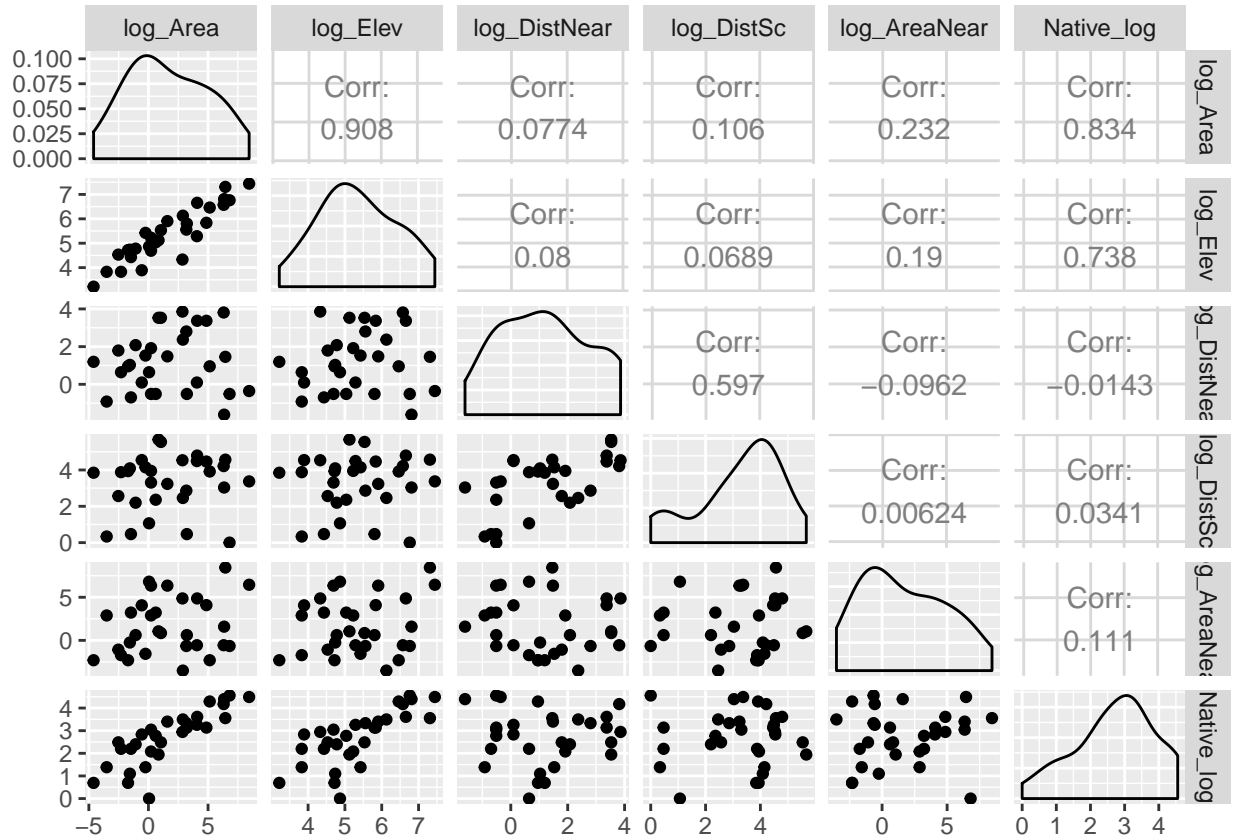 log_Area log_Elev log_DistNear log_DistSc log_AreaNear Native_log
0.100
0.075
0.050
0.025
0.000
Corr:
0.908
Corr:
0.0774
Corr:
0.106
Corr:
0.232
Corr:
0.834
log_Area
7
6
5
4
Corr:
0.08
Corr:
0.0689
Corr:
0.19
Corr:
0.738
log_Elev
4
2
0
Corr:
0.597
Corr:
−0.0962
Corr:
−0.0143
og_DistNea
4
2
0
Corr:
0.00624
Corr:
0.0341
log_DistSc
5
0
Corr:
0.111
g_AreaNea
4
3
2
1
0
Native_log
−5 0 5 4 5 6 7 0 2 4 0 2 4 0 5 0 1 2 3 4